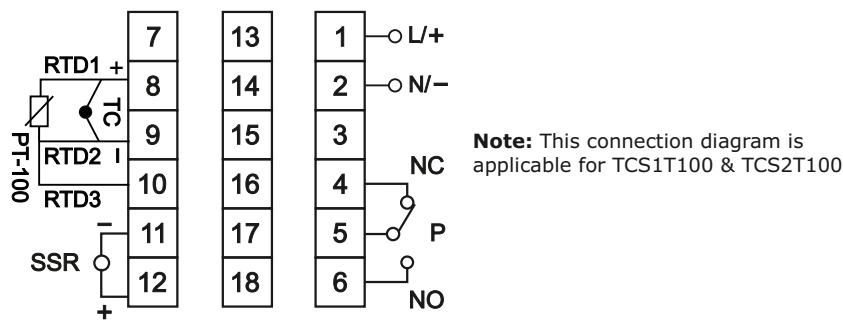 7 13 1 L/+
RTD1 +
8 14 2 N/−
TC
9 15 3
PT-100
RTD2 −
NC
10 16 4
RTD3
−
11 17 5 P
SSR
12 18 6
+
NO
Note: This connection diagram is
applicable for TCS1T100 & TCS2T100